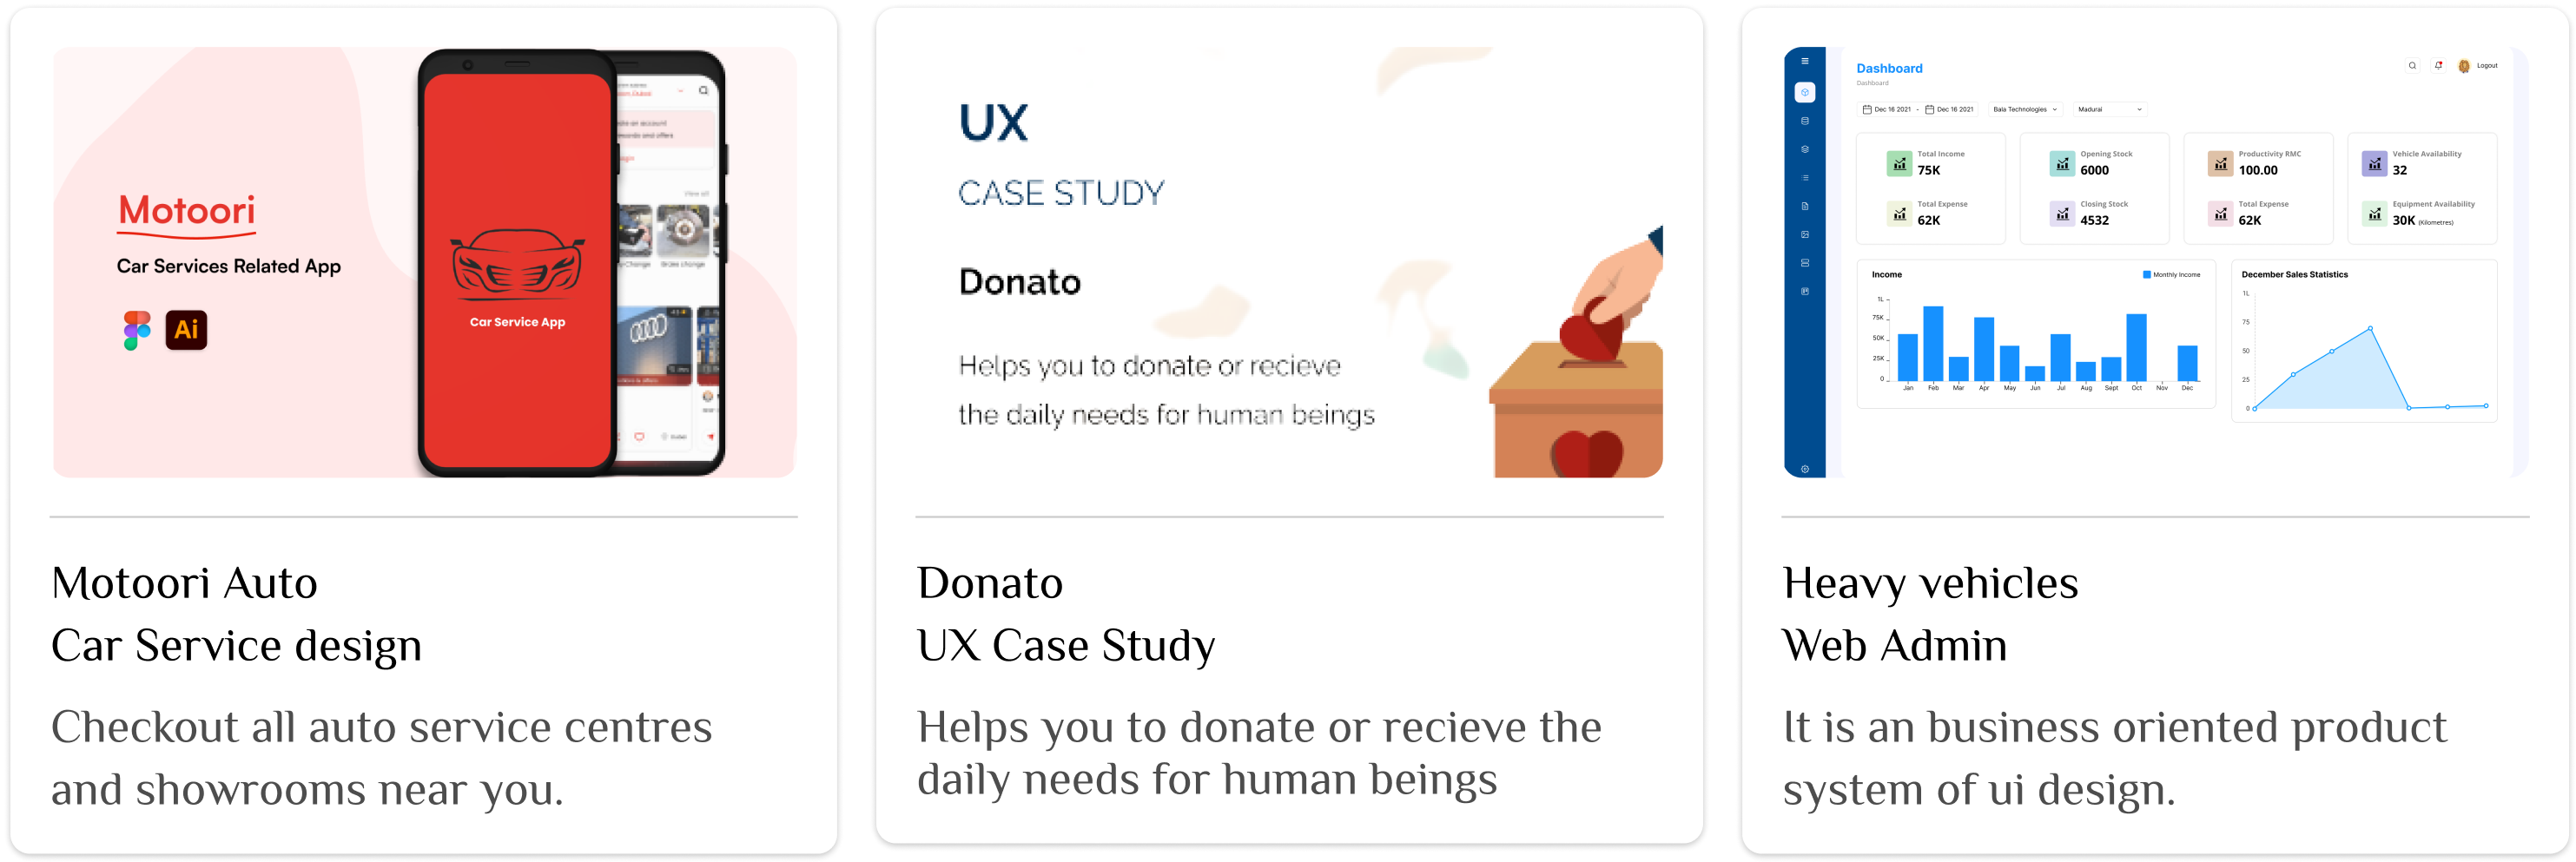 Motoori
Car Services Related App
Ai
Car Service App
View all
Motoori Auto
Car Service design
Checkout all auto service centres
and showrooms near you.
UX
CASE STUDY
Donato
Helps you to donate or recieve
the daily needs for human beings
Donato
UX Case Study
Helps you to donate or recieve the
daily needs for human beings
Dashboard
Logout
Dashboard
Dec 16 2021 - Dec 16 2021 Bala Technologies Madurai
Total Income
75K
Total Expense
62K
Opening Stock
6000
Closing Stock
4532
Productivity RMC
100.00
Total Expense
62K
Vehicle Availability
32
Equipment Availability
30K (Kilometres)
Income
Monthly Income
1L
75K
50K
25K
0
Jan Feb Mar Apr May Jun Jul Aug Sept Oct Nov Dec
December Sales Statistics
1L
75
50
25
0
Heavy vehicles
Web Admin
It is an business oriented product
system of ui design.